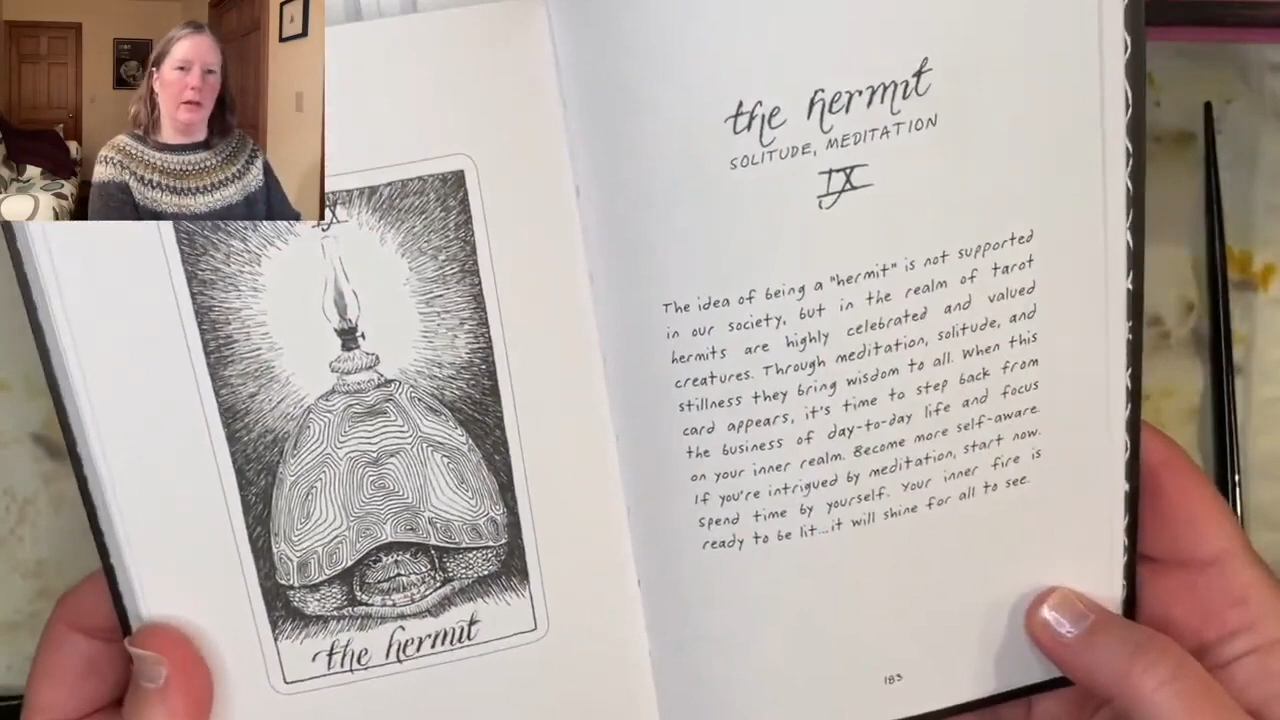 IX
the hermit
the hermit
SOLITUDE, MEDITATION
IX
The idea of being a "hermit" is not supported
in our society, but in the realm of tarot
hermits are highly celebrated and valued
creatures. Through meditation, solitude, and
stillness they bring wisdom to all. When this
card appears, it's time to step back from
the business of day-to-day life and focus
on your inner realm. Become more self-aware.
If you're intrigued by meditation, start now.
Spend time by yourself. Your inner fire is
ready to be lit...it will shine for all to see.
183